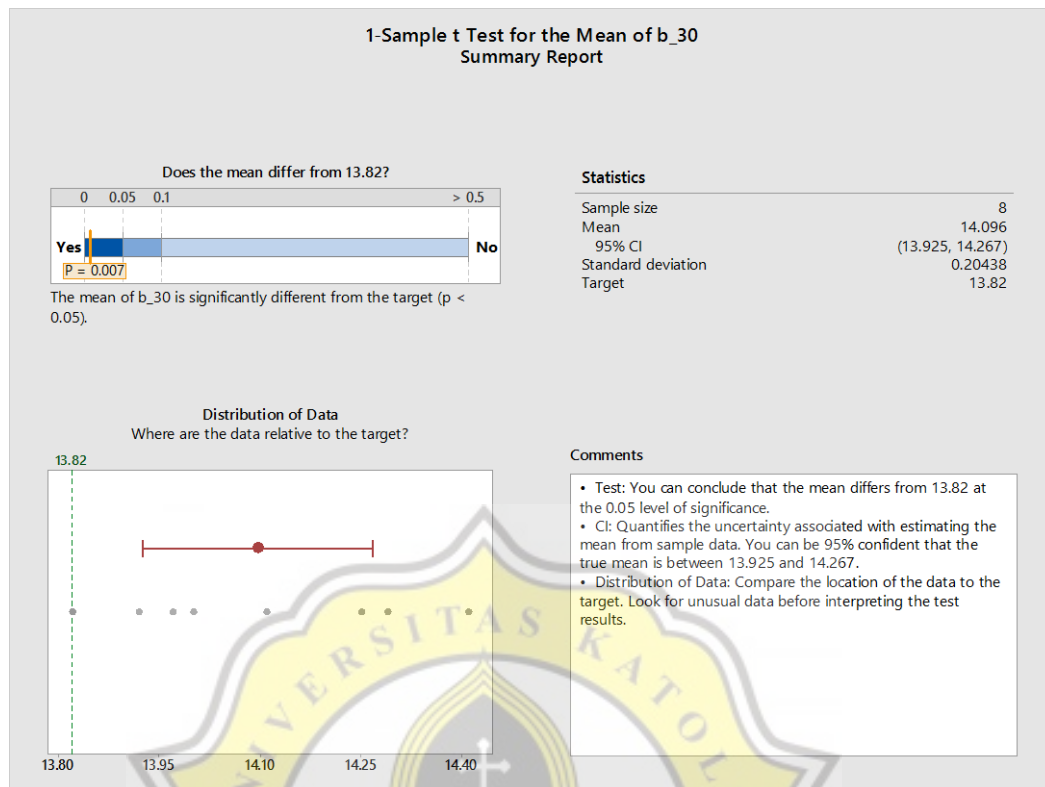 1-Sample t Test for the Mean of b_30
Summary Report
Does the mean differ from 13.82?
0 0.05 0.1 > 0.5
Yes No
P = 0.007
The mean of b_30 is significantly different from the target (p <
0.05).
Statistics
Sample size 8
Mean 14.096
95% CI (13.925, 14.267)
Standard deviation 0.20438
Target 13.82
Distribution of Data
Where are the data relative to the target?
13.82
13.80 13.95 14.10 14.25 14.40
Comments
• Test: You can conclude that the mean differs from 13.82 at
the 0.05 level of significance.
• CI: Quantifies the uncertainty associated with estimating the
mean from sample data. You can be 95% confident that the
true mean is between 13.925 and 14.267.
• Distribution of Data: Compare the location of the data to the
target. Look for unusual data before interpreting the test
results.
NIVERSITAS KATOL